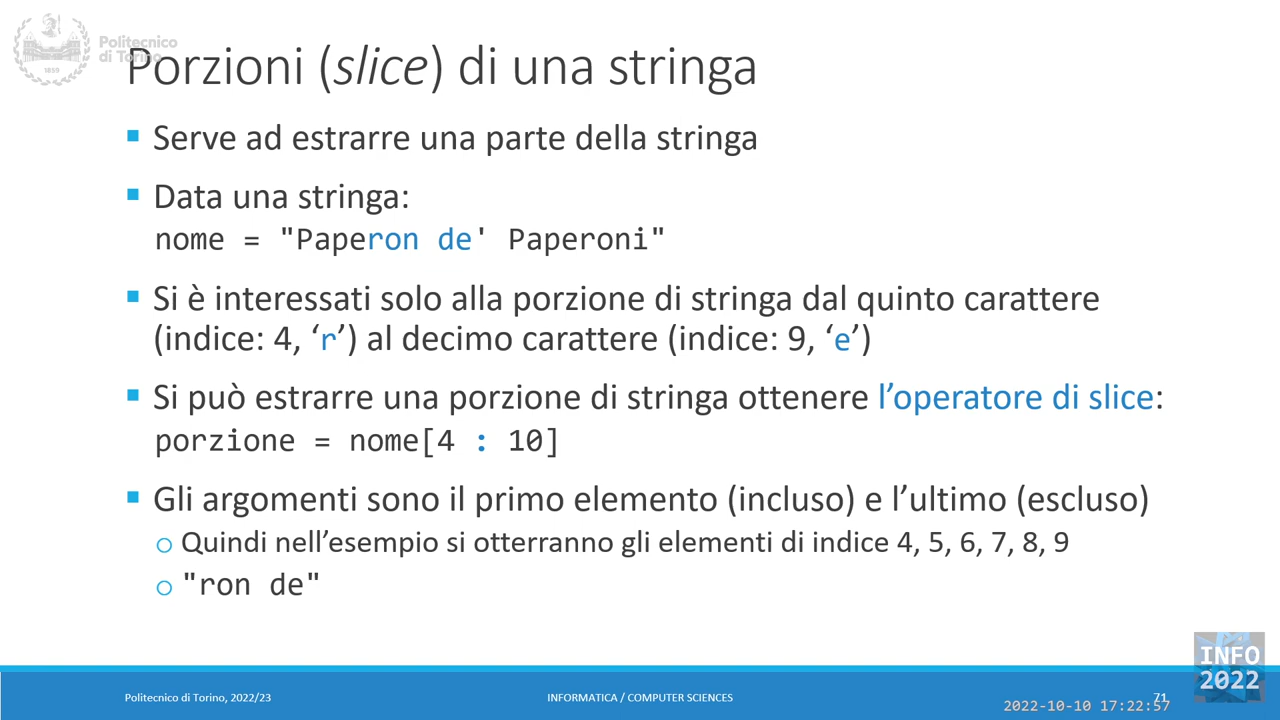 Politecnico
di Torino
1859
Porzioni (slice) di una stringa
Serve ad estrarre una parte della stringa
Data una stringa:
nome = "Paperon de' Paperoni"
Si è interessati solo alla porzione di stringa dal quinto carattere
(indice: 4, ‘r’) al decimo carattere (indice: 9, ‘e’)
Si può estrarre una porzione di stringa ottenere l’operatore di slice:
porzione = nome[4 : 10]
Gli argomenti sono il primo elemento (incluso) e l’ultimo (escluso)
Quindi nell’esempio si otterranno gli elementi di indice 4, 5, 6, 7, 8, 9
"ron de"
INFO
2022
Politecnico di Torino, 2022/23
INFORMATICA / COMPUTER SCIENCES
71
2022-10-10 17:22:57